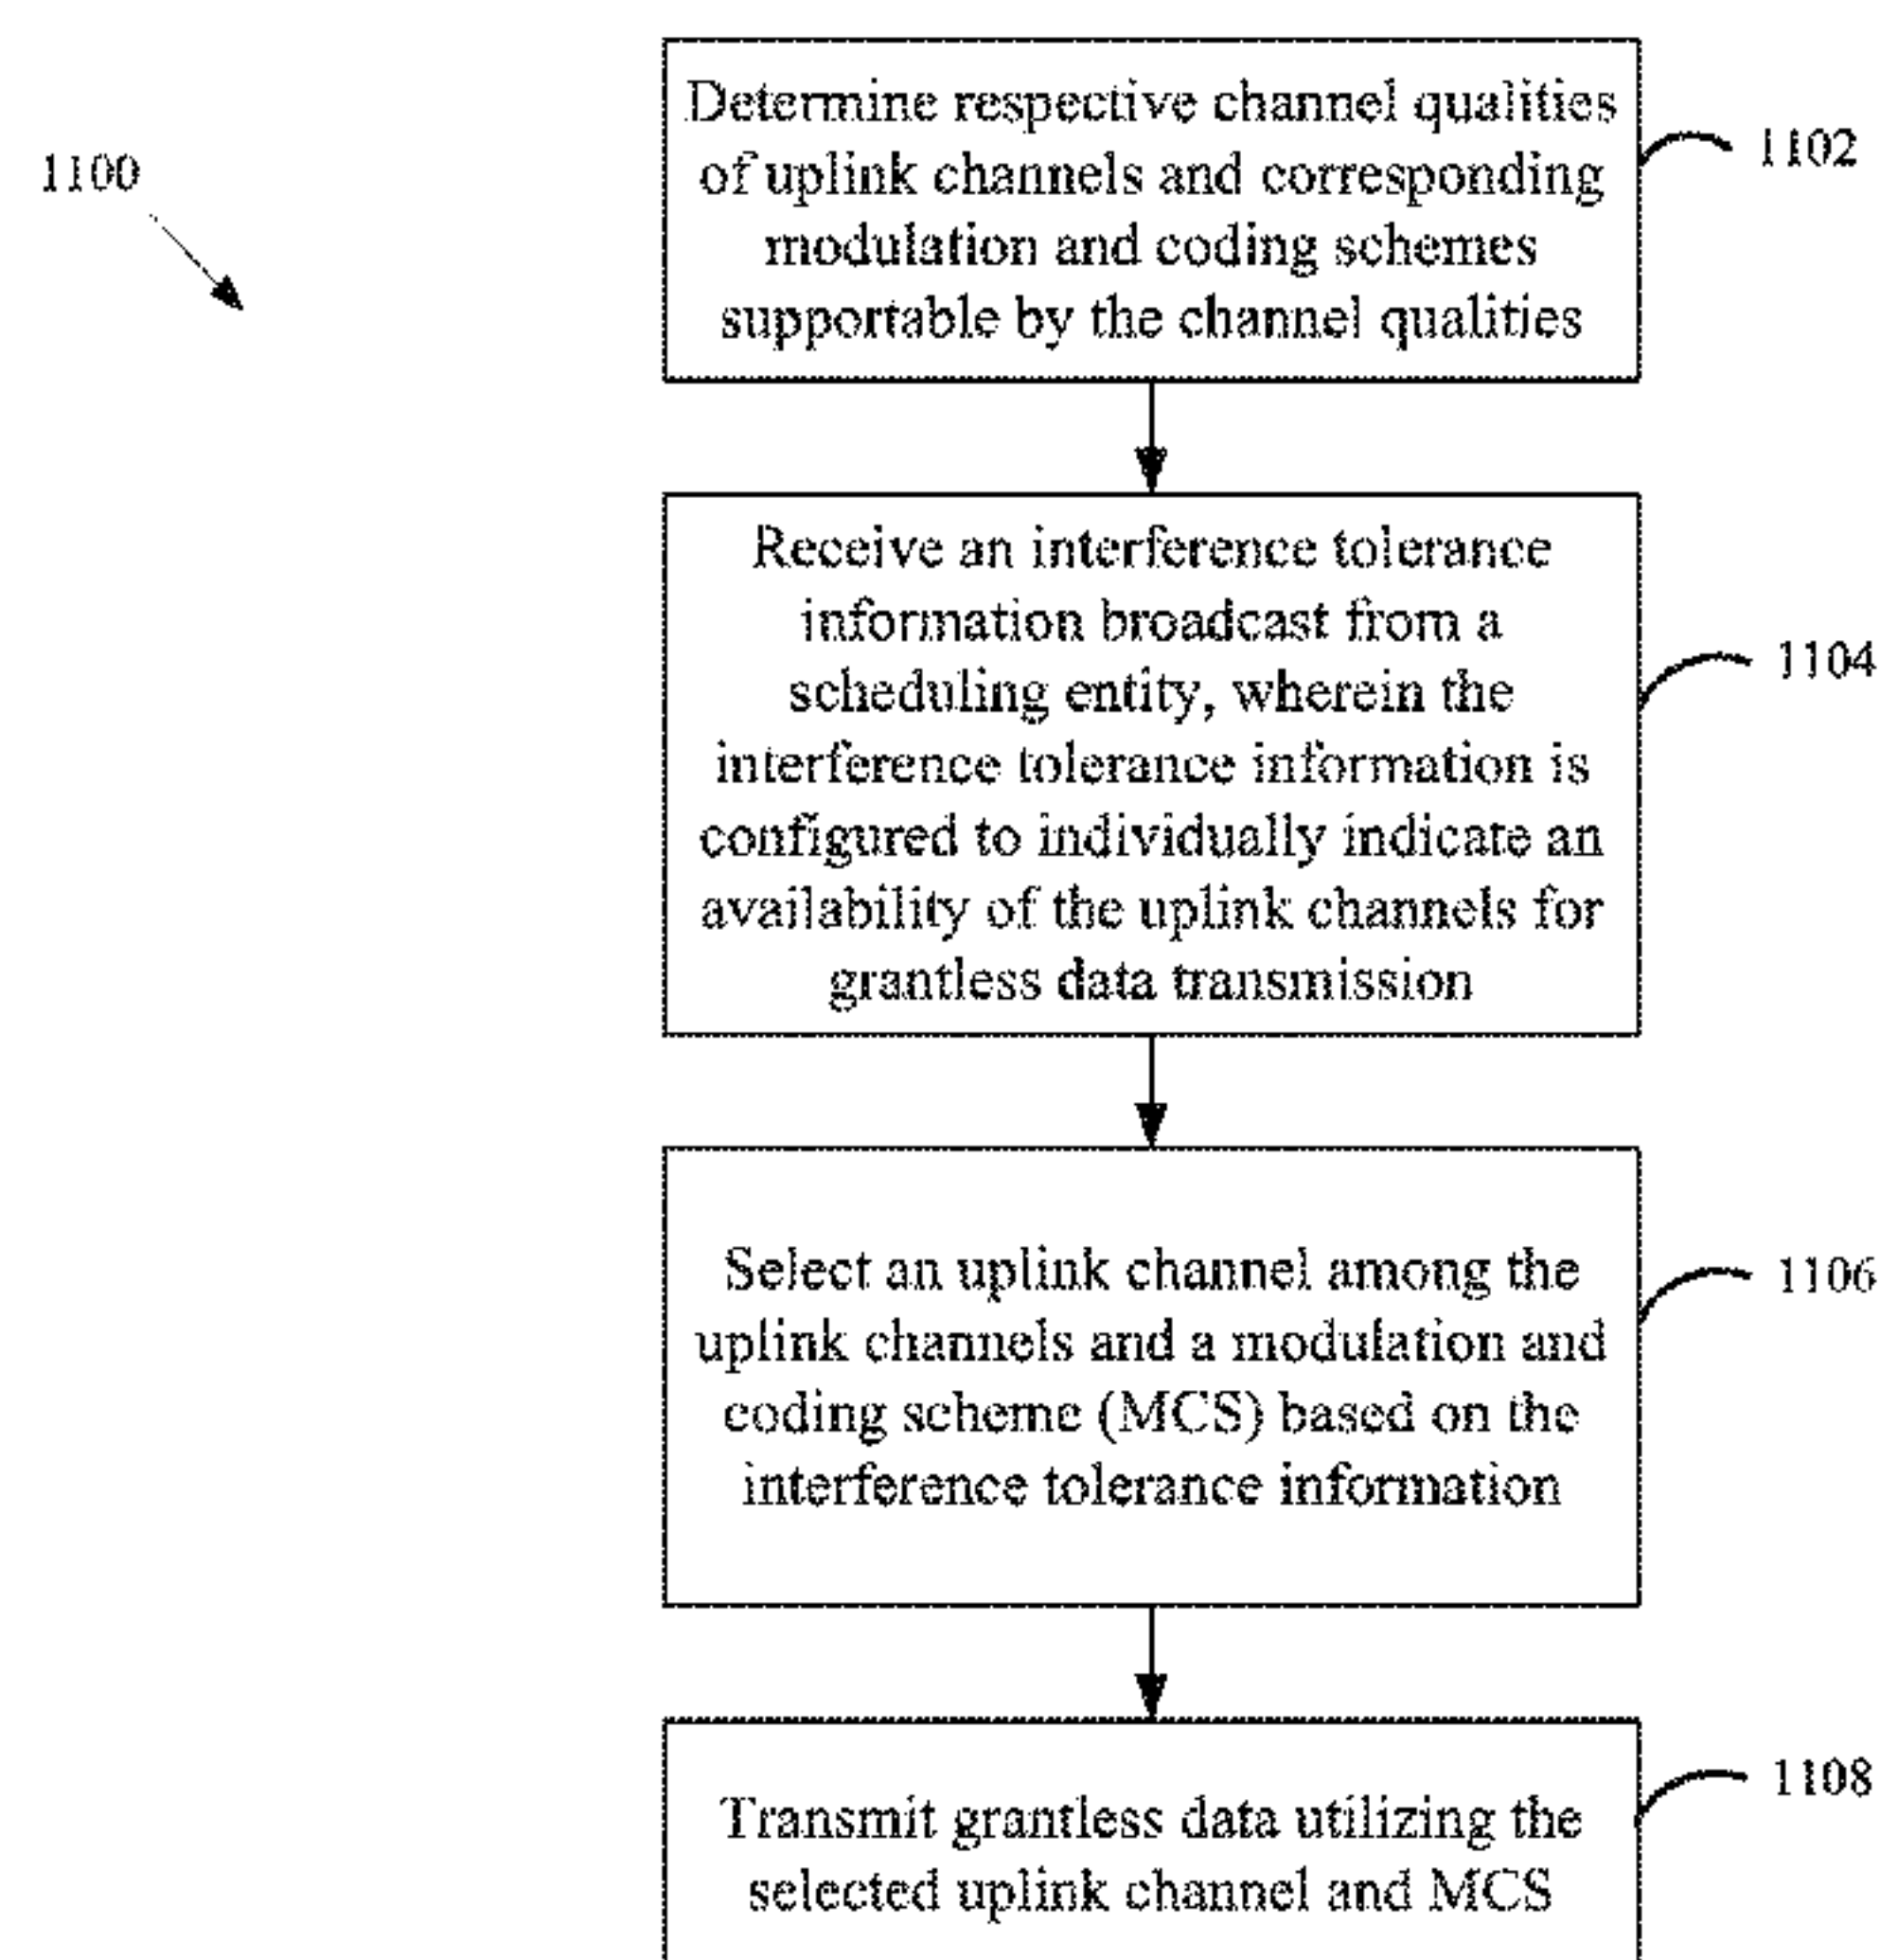 1100
Determine respective channel qualities
of uplink channels and corresponding
modulation and coding schemes
supportable by the channel qualities
1102
Receive an interference tolerance
information broadcast from a
scheduling entity, wherein the
interference tolerance information is
configured to individually indicate an
availability of the uplink channels for
grantless data transmission
1104
Select an uplink channel among the
uplink channels and a modulation and
coding scheme (MCS) based on the
interference tolerance information
1106
Transmit grantless data utilizing the
selected uplink channel and MCS
1108